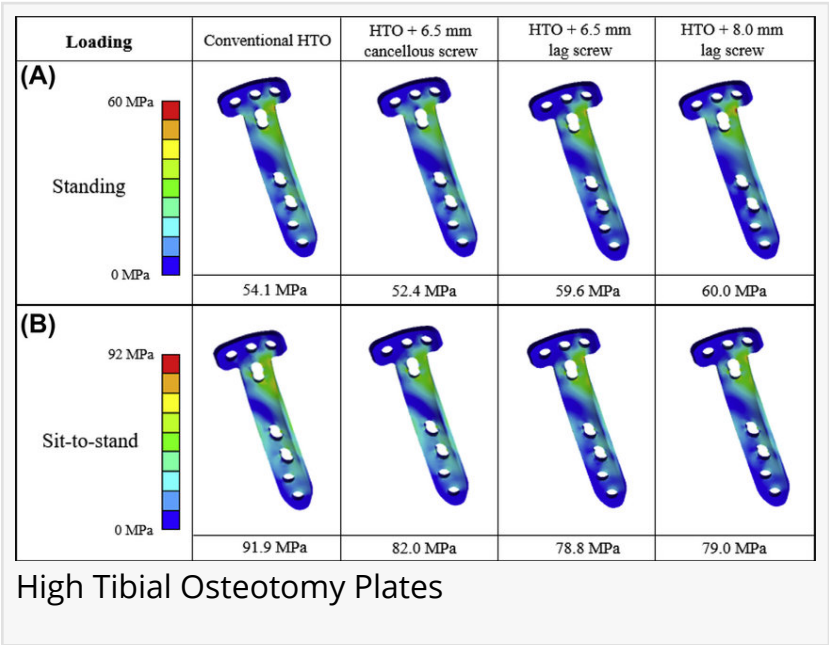 Loading
Conventional HTO
HTO + 6.5 mm
cancellous screw
HTO + 6.5 mm
lag screw
HTO + 8.0 mm
lag screw
(A)
60 MPa
Standing
0 MPa
54.1 MPa
52.4 MPa
59.6 MPa
60.0 MPa
(B)
92 MPa
Sit-to-stand
0 MPa
91.9 MPa
82.0 MPa
78.8 MPa
79.0 MPa
High Tibial Osteotomy Plates